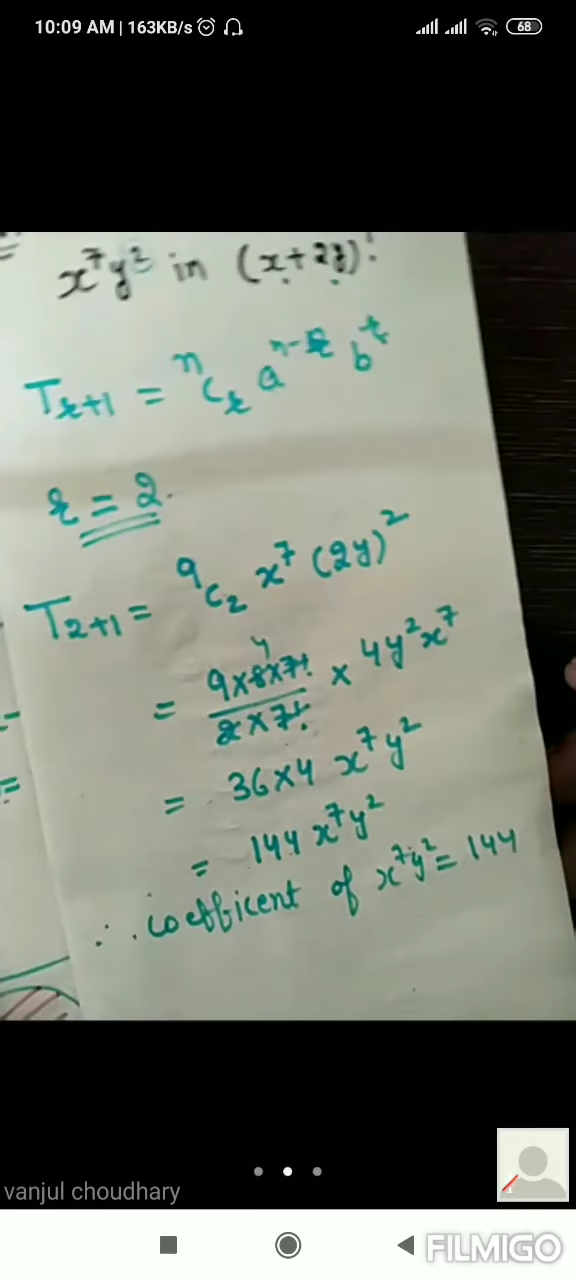 10:09 AM | 163KB/s
68
x⁷y² in (x+2y)
Tr+1 = ⁿCr aⁿ⁻ʳ bʳ
r = 2.
T2+1 = ⁹C₂ x⁷ (2y)²
4
= 9×8×7! / 2×7! × 4y²x⁷
= 36×4 x⁷y²
= 144 x⁷y²
∴ coefficent of x⁷y² = 144
vanjul choudhary
FILMIGO